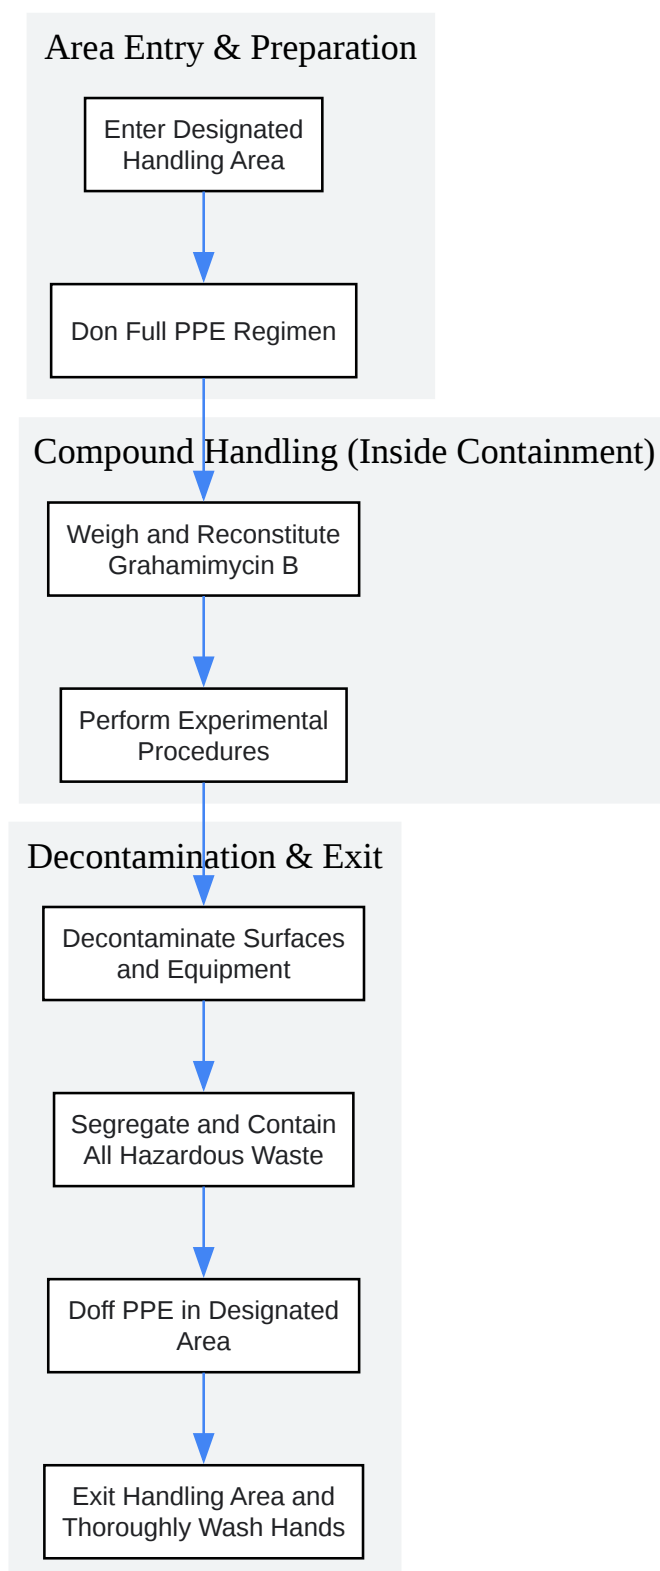 Area Entry & Preparation
Enter Designated
Handling Area
Don Full PPE Regimen
Compound Handling (Inside Containment)
Weigh and Reconstitute
Grahamimycin B
Perform Experimental
Procedures
Decontamination & Exit
Decontaminate Surfaces
and Equipment
Segregate and Contain
All Hazardous Waste
Doff PPE in Designated
Area
Exit Handling Area and
Thoroughly Wash Hands